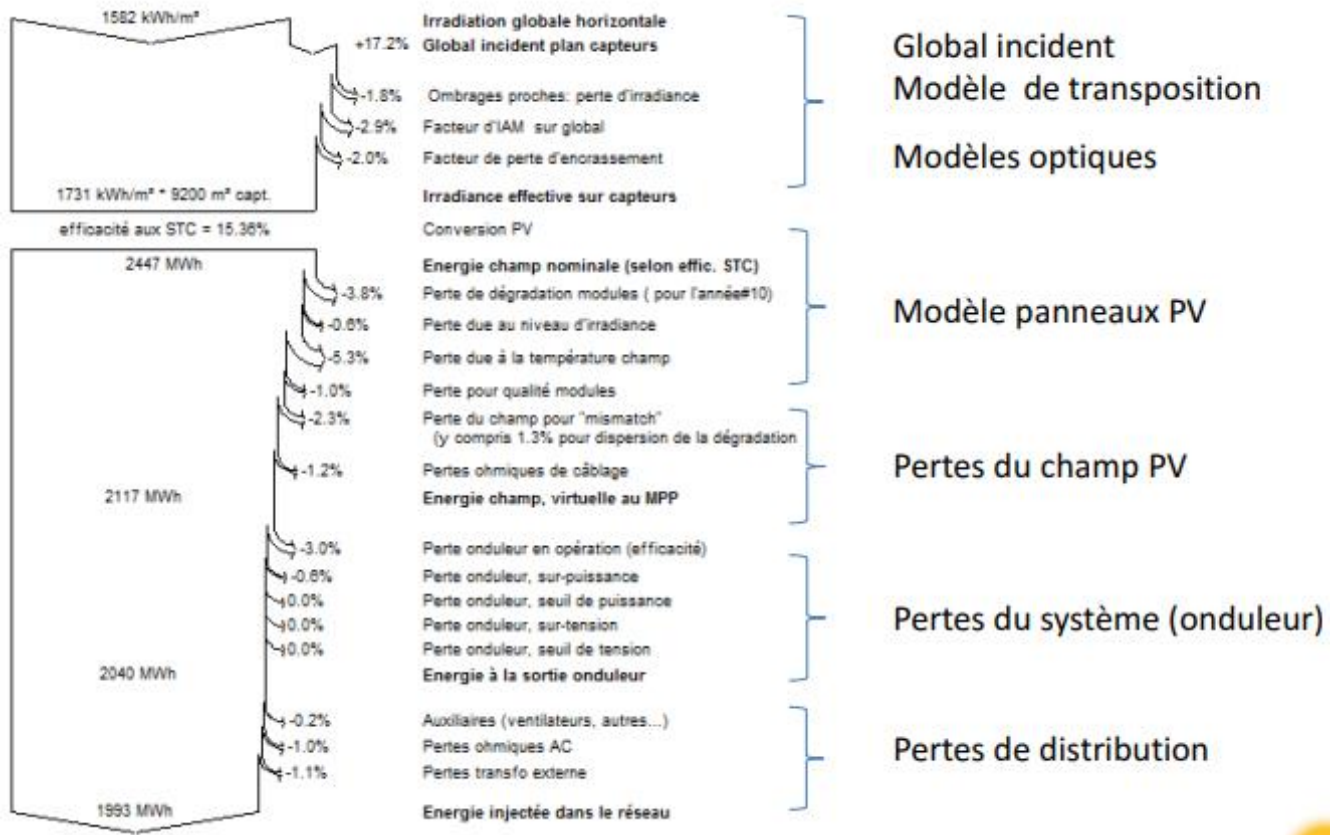 1582 kWh/m² Irradiation globale horizontale
+17.2% Global incident plan capteurs
-1.8% Ombrages proches: perte d'irradiance
-2.9% Facteur d'IAM sur global
-2.0% Facteur de perte d'encrassement
1731 kWh/m² * 9200 m² capt. Irradiance effective sur capteurs
efficacité aux STC = 15.36% Conversion PV
2447 MWh Energie champ nominale (selon effic. STC)
-3.8% Perte de dégradation modules ( pour l'année#10)
-0.6% Perte due au niveau d'irradiance
-5.3% Perte due à la température champ
-1.0% Perte pour qualité modules
-2.3% Perte du champ pour "mismatch"
(y compris 1.3% pour dispersion de la dégradation
-1.2% Pertes ohmiques de câblage
2117 MWh Energie champ, virtuelle au MPP
-3.0% Perte onduleur en opération (efficacité)
-0.6% Perte onduleur, sur-puissance
0.0% Perte onduleur, seuil de puissance
0.0% Perte onduleur, sur-tension
0.0% Perte onduleur, seuil de tension
2040 MWh Energie à la sortie onduleur
-0.2% Auxiliaires (ventilateurs, autres...)
-1.0% Pertes ohmiques AC
-1.1% Pertes transfo externe
1993 MWh Energie injectée dans le réseau
Global incident
Modèle de transposition
Modèles optiques
Modèle panneaux PV
Pertes du champ PV
Pertes du système (onduleur)
Pertes de distribution